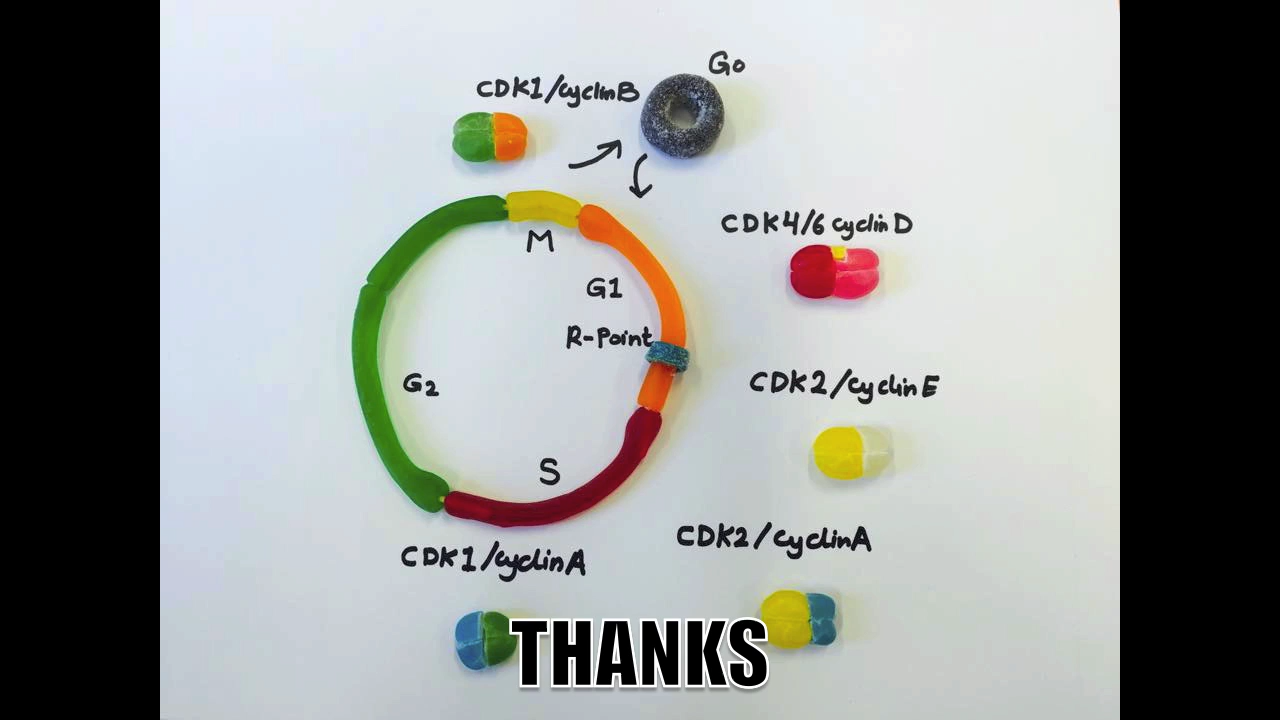 Go
CDK1/cyclinB
CDK4/6 cyclinD
M
G1
R-Point
G2
CDK2/cyclinE
S
CDK2/cyclinA
CDK1/cyclinA
THANKS